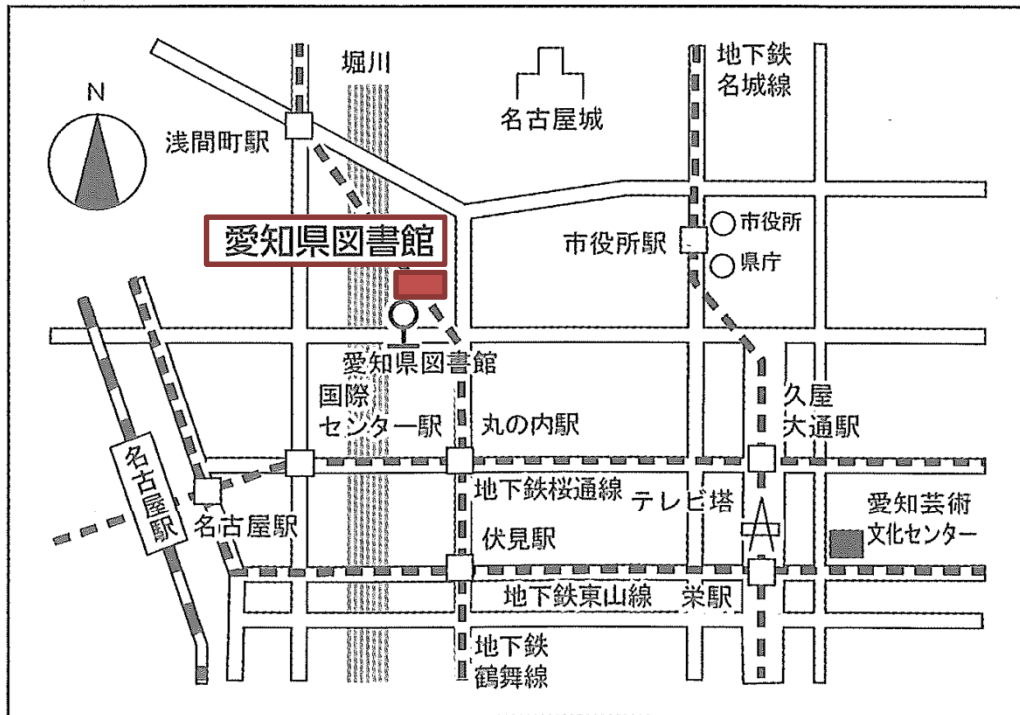 N
堀川
名古屋城
地下鉄
名城線
浅間町駅
愛知県図書館
市役所駅
市役所
県庁
愛知県図書館
国際
センター駅
丸の内駅
久屋
大通駅
名古屋駅
名古屋駅
地下鉄桜通線
テレビ塔
愛知芸術
文化センター
伏見駅
地下鉄東山線
栄駅
地下鉄
鶴舞線